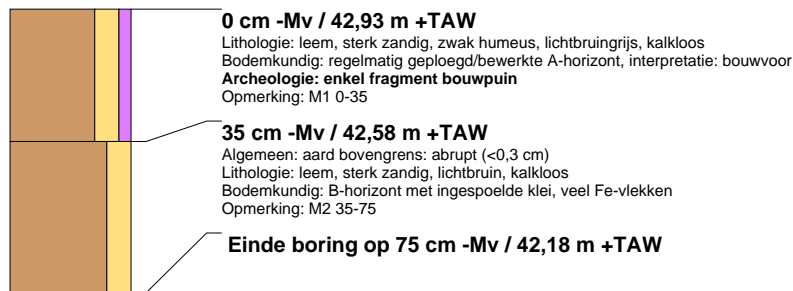 0 cm -Mv / 42,93 m +TAW
Lithologie: leem, sterk zandig, zwak humeus, lichtbruingrijs, kalkloos
Bodemkundig: regelmatig geploegd/bewerkte A-horizont, interpretatie: bouwvoor
Archeologie: enkel fragment bouwpuin
Opmerking: M1 0-35
35 cm -Mv / 42,58 m +TAW
Algemeen: aard bovengrens: abrupt (<0,3 cm)
Lithologie: leem, sterk zandig, lichtbruin, kalkloos
Bodemkundig: B-horizont met ingespoelde klei, veel Fe-vlekken
Opmerking: M2 35-75
Einde boring op 75 cm -Mv / 42,18 m +TAW